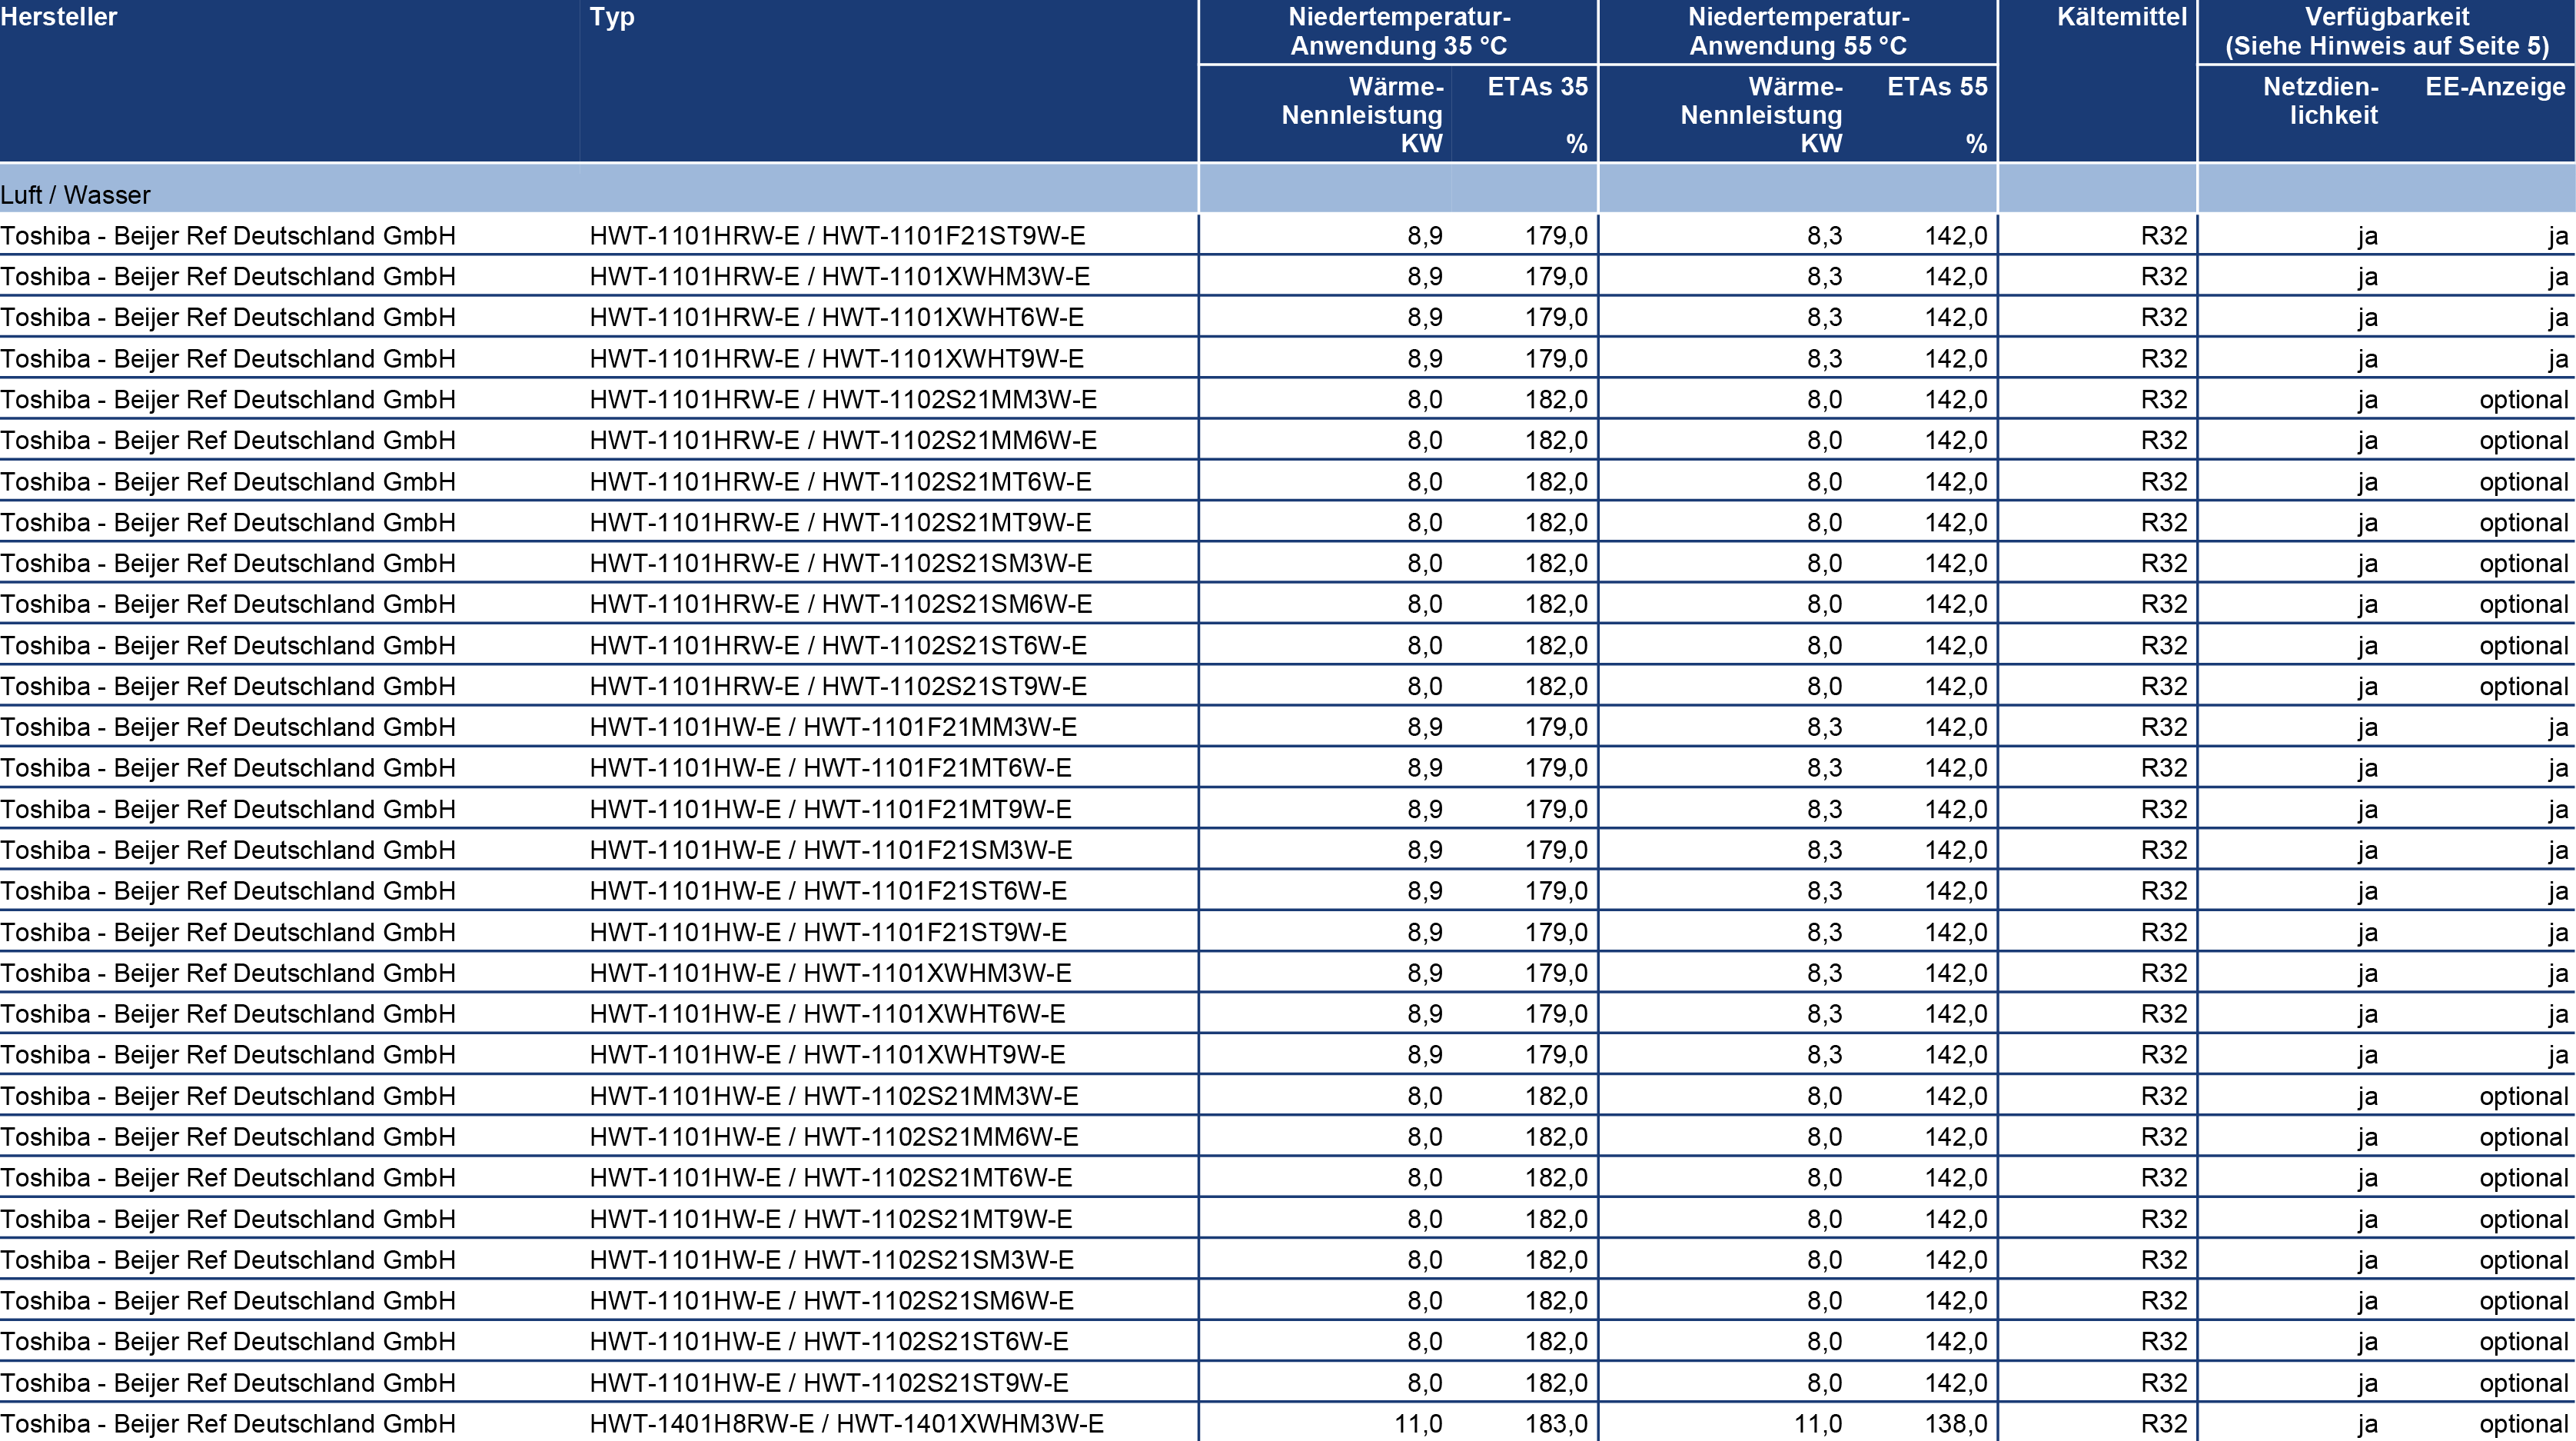 Hersteller Typ Niedertemperatur- Niedertemperatur- Kältemittel Verfügbarkeit
Anwendung 35 °C Anwendung 55 °C (Siehe Hinweis auf Seite 5)
Wärme- ETAs 35 Wärme- ETAs 55 Netzdien- EE-Anzeige
Nennleistung Nennleistung lichkeit
KW % KW %
Luft / Wasser
Toshiba - Beijer Ref Deutschland GmbH HWT-1101HRW-E / HWT-1101F21ST9W-E 8,9 179,0 8,3 142,0 R32 ja ja
Toshiba - Beijer Ref Deutschland GmbH HWT-1101HRW-E / HWT-1101XWHM3W-E 8,9 179,0 8,3 142,0 R32 ja ja
Toshiba - Beijer Ref Deutschland GmbH HWT-1101HRW-E / HWT-1101XWHT6W-E 8,9 179,0 8,3 142,0 R32 ja ja
Toshiba - Beijer Ref Deutschland GmbH HWT-1101HRW-E / HWT-1101XWHT9W-E 8,9 179,0 8,3 142,0 R32 ja ja
Toshiba - Beijer Ref Deutschland GmbH HWT-1101HRW-E / HWT-1102S21MM3W-E 8,0 182,0 8,0 142,0 R32 ja optional
Toshiba - Beijer Ref Deutschland GmbH HWT-1101HRW-E / HWT-1102S21MM6W-E 8,0 182,0 8,0 142,0 R32 ja optional
Toshiba - Beijer Ref Deutschland GmbH HWT-1101HRW-E / HWT-1102S21MT6W-E 8,0 182,0 8,0 142,0 R32 ja optional
Toshiba - Beijer Ref Deutschland GmbH HWT-1101HRW-E / HWT-1102S21MT9W-E 8,0 182,0 8,0 142,0 R32 ja optional
Toshiba - Beijer Ref Deutschland GmbH HWT-1101HRW-E / HWT-1102S21SM3W-E 8,0 182,0 8,0 142,0 R32 ja optional
Toshiba - Beijer Ref Deutschland GmbH HWT-1101HRW-E / HWT-1102S21SM6W-E 8,0 182,0 8,0 142,0 R32 ja optional
Toshiba - Beijer Ref Deutschland GmbH HWT-1101HRW-E / HWT-1102S21ST6W-E 8,0 182,0 8,0 142,0 R32 ja optional
Toshiba - Beijer Ref Deutschland GmbH HWT-1101HRW-E / HWT-1102S21ST9W-E 8,0 182,0 8,0 142,0 R32 ja optional
Toshiba - Beijer Ref Deutschland GmbH HWT-1101HW-E / HWT-1101F21MM3W-E 8,9 179,0 8,3 142,0 R32 ja ja
Toshiba - Beijer Ref Deutschland GmbH HWT-1101HW-E / HWT-1101F21MT6W-E 8,9 179,0 8,3 142,0 R32 ja ja
Toshiba - Beijer Ref Deutschland GmbH HWT-1101HW-E / HWT-1101F21MT9W-E 8,9 179,0 8,3 142,0 R32 ja ja
Toshiba - Beijer Ref Deutschland GmbH HWT-1101HW-E / HWT-1101F21SM3W-E 8,9 179,0 8,3 142,0 R32 ja ja
Toshiba - Beijer Ref Deutschland GmbH HWT-1101HW-E / HWT-1101F21ST6W-E 8,9 179,0 8,3 142,0 R32 ja ja
Toshiba - Beijer Ref Deutschland GmbH HWT-1101HW-E / HWT-1101F21ST9W-E 8,9 179,0 8,3 142,0 R32 ja ja
Toshiba - Beijer Ref Deutschland GmbH HWT-1101HW-E / HWT-1101XWHM3W-E 8,9 179,0 8,3 142,0 R32 ja ja
Toshiba - Beijer Ref Deutschland GmbH HWT-1101HW-E / HWT-1101XWHT6W-E 8,9 179,0 8,3 142,0 R32 ja ja
Toshiba - Beijer Ref Deutschland GmbH HWT-1101HW-E / HWT-1101XWHT9W-E 8,9 179,0 8,3 142,0 R32 ja ja
Toshiba - Beijer Ref Deutschland GmbH HWT-1101HW-E / HWT-1102S21MM3W-E 8,0 182,0 8,0 142,0 R32 ja optional
Toshiba - Beijer Ref Deutschland GmbH HWT-1101HW-E / HWT-1102S21MM6W-E 8,0 182,0 8,0 142,0 R32 ja optional
Toshiba - Beijer Ref Deutschland GmbH HWT-1101HW-E / HWT-1102S21MT6W-E 8,0 182,0 8,0 142,0 R32 ja optional
Toshiba - Beijer Ref Deutschland GmbH HWT-1101HW-E / HWT-1102S21MT9W-E 8,0 182,0 8,0 142,0 R32 ja optional
Toshiba - Beijer Ref Deutschland GmbH HWT-1101HW-E / HWT-1102S21SM3W-E 8,0 182,0 8,0 142,0 R32 ja optional
Toshiba - Beijer Ref Deutschland GmbH HWT-1101HW-E / HWT-1102S21SM6W-E 8,0 182,0 8,0 142,0 R32 ja optional
Toshiba - Beijer Ref Deutschland GmbH HWT-1101HW-E / HWT-1102S21ST6W-E 8,0 182,0 8,0 142,0 R32 ja optional
Toshiba - Beijer Ref Deutschland GmbH HWT-1101HW-E / HWT-1102S21ST9W-E 8,0 182,0 8,0 142,0 R32 ja optional
Toshiba - Beijer Ref Deutschland GmbH HWT-1401H8RW-E / HWT-1401XWHM3W-E 11,0 183,0 11,0 138,0 R32 ja optional